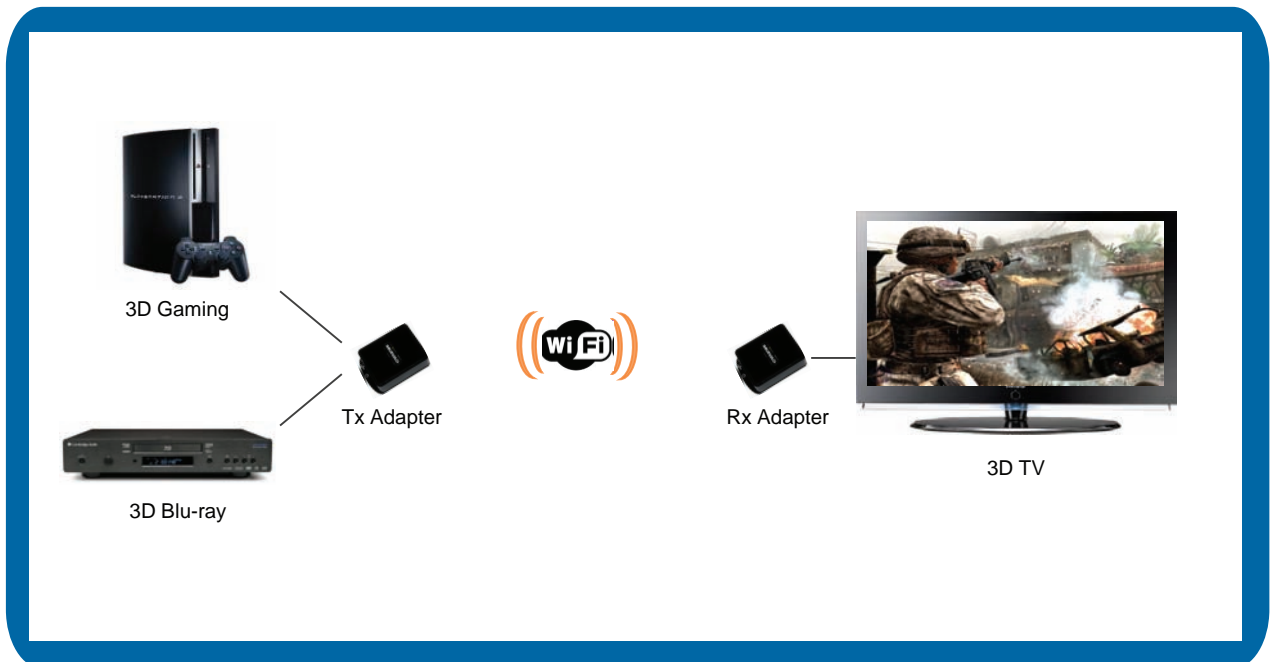 3D Gaming
Tx Adapter
WiFi
Rx Adapter
3D TV
3D Blu-ray